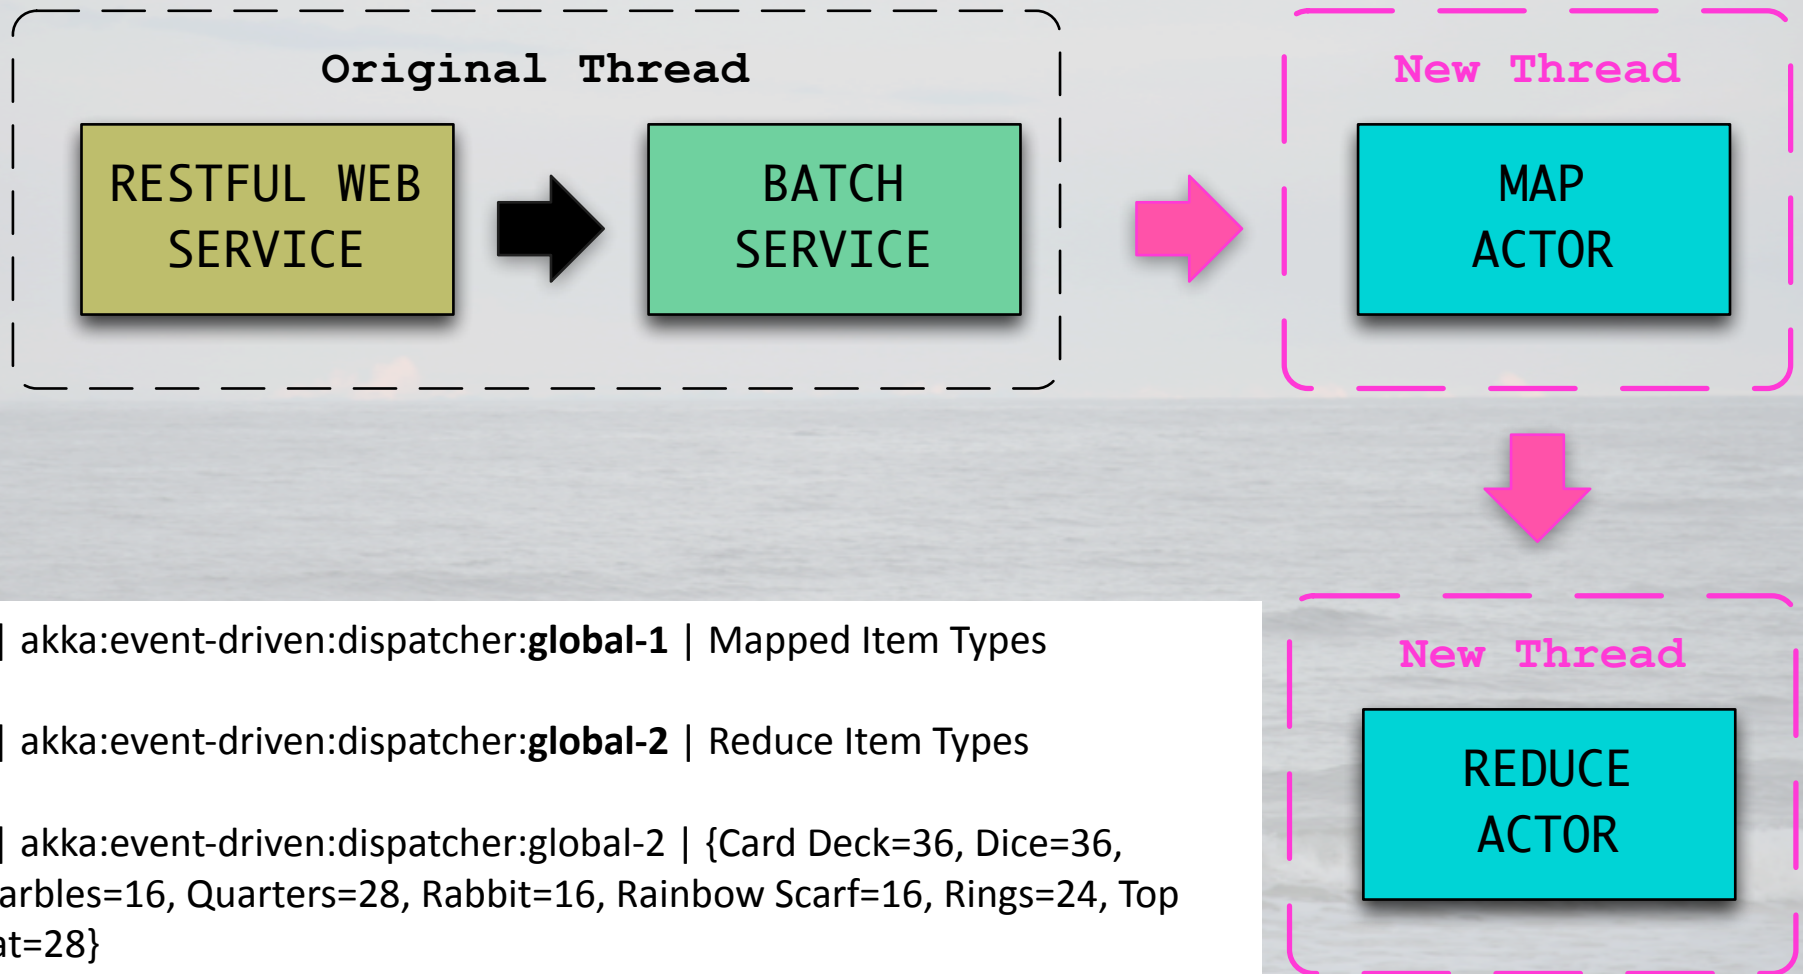 Original Thread
New Thread
RESTFUL WEB
SERVICE
BATCH
SERVICE
MAP
ACTOR
| akka:event-driven:dispatcher:global-1 | Mapped Item Types
| akka:event-driven:dispatcher:global-2 | Reduce Item Types
| akka:event-driven:dispatcher:global-2 | {Card Deck=36, Dice=36,
arbles=16, Quarters=28, Rabbit=16, Rainbow Scarf=16, Rings=24, Top
at=28}
New Thread
REDUCE
ACTOR